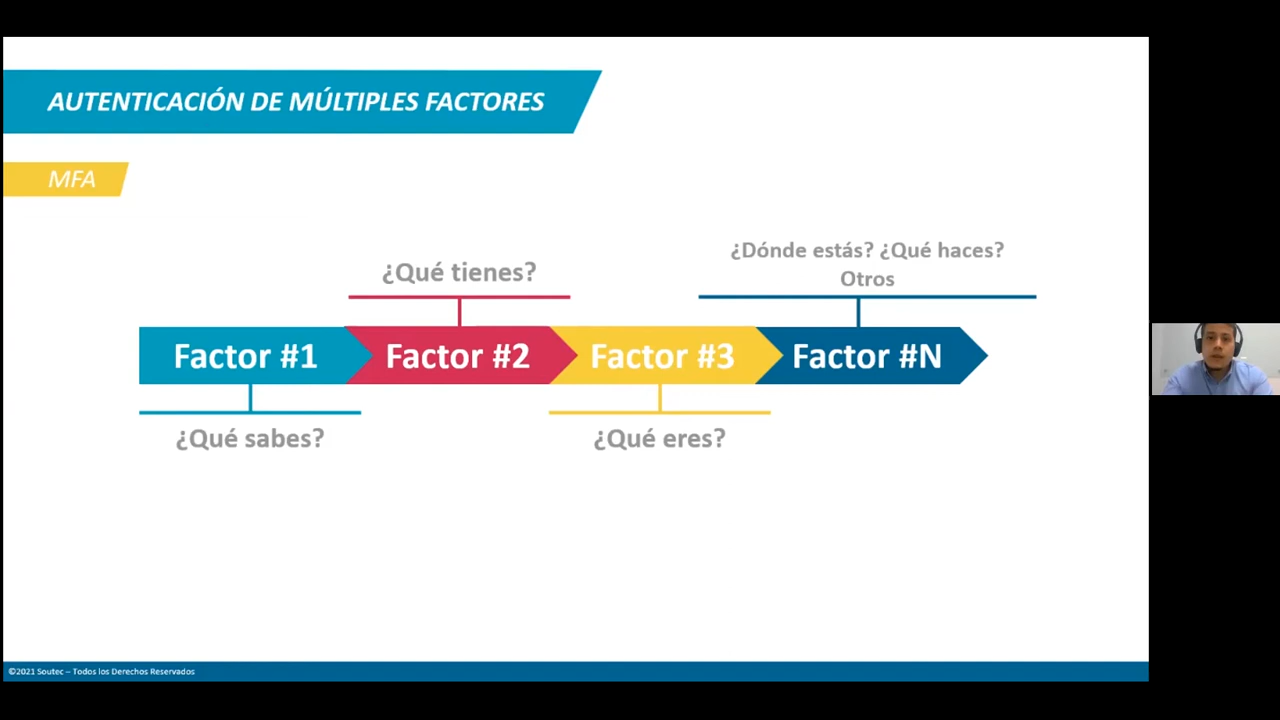 AUTENTICACIÓN DE MÚLTIPLES FACTORES
MFA
¿Dónde estás? ¿Qué haces?
Otros
¿Qué tienes?
Factor #1
Factor #2
Factor #3
Factor #N
¿Qué sabes?
¿Qué eres?
©2021 Soutec – Todos los Derechos Reservados